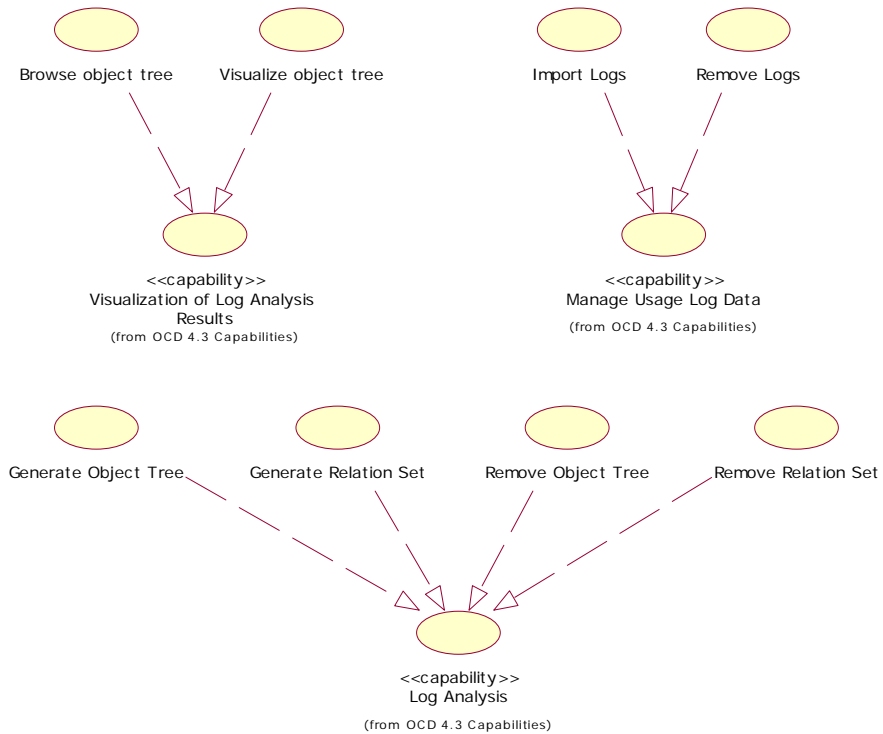 Browse object tree
Visualize object tree
Import Logs
Remove Logs
<<capability>>
Visualization of Log Analysis
Results
(from OCD 4.3 Capabilities)
<<capability>>
Manage Usage Log Data
(from OCD 4.3 Capabilities)
Generate Object Tree
Generate Relation Set
Remove Object Tree
Remove Relation Set
<<capability>>
Log Analysis
(from OCD 4.3 Capabilities)